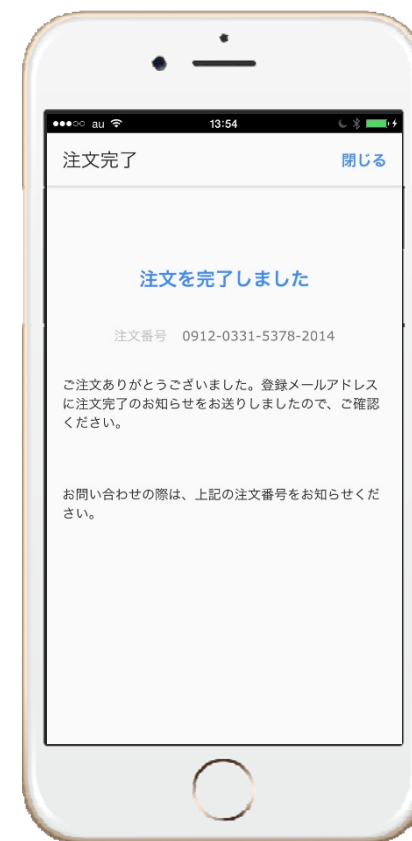 au 13:54
注文完了 閉じる
注文を完了しました
注文番号 0912-0331-5378-2014
ご注文ありがとうございました。登録メールアドレス
に注文完了のお知らせをお送りしましたので、ご確認
ください。
お問い合わせの際は、上記の注文番号をお知らせくだ
さい。